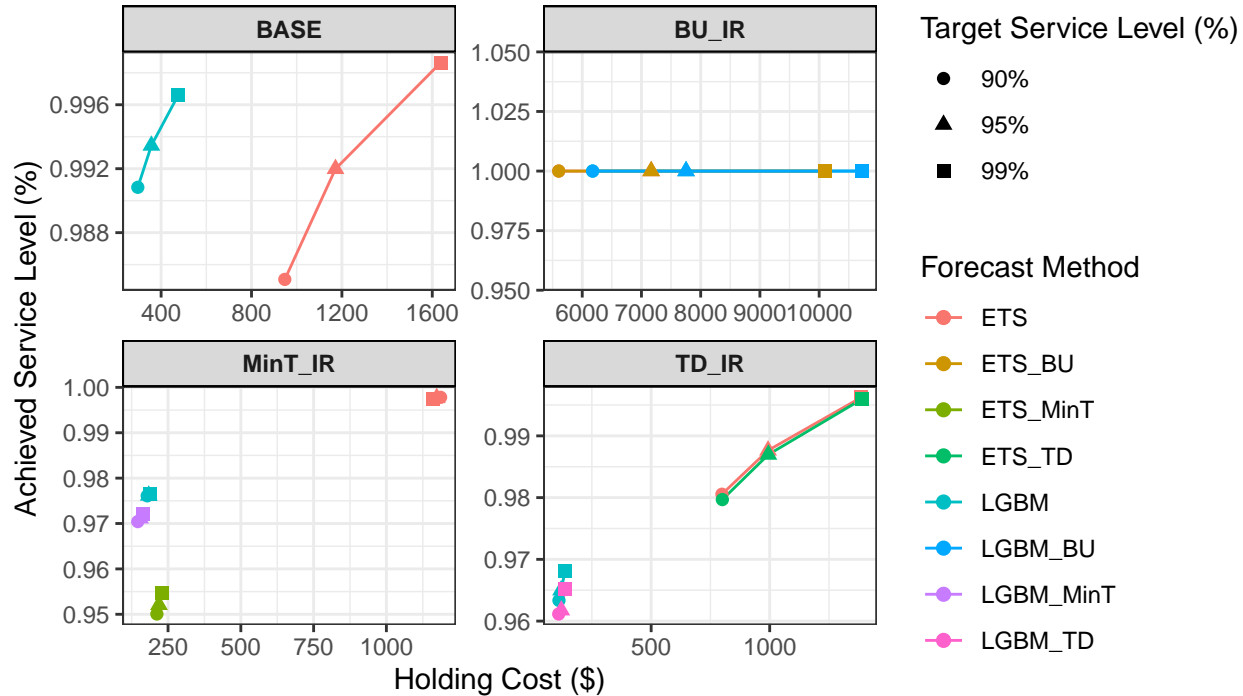 BASE
BU_IR
0.996
0.992
0.988
400
800
1200
1600
1.050
1.025
1.000
0.975
0.950
6000
7000
8000
9000
10000
MinT_IR
TD_IR
1.00
0.99
0.98
0.97
0.96
0.95
250
500
750
1000
0.99
0.98
0.97
0.96
500
1000
Achieved Service Level (%)
Holding Cost ($)
Target Service Level (%)
90%
95%
99%
Forecast Method
ETS
ETS_BU
ETS_MinT
ETS_TD
LGBM
LGBM_BU
LGBM_MinT
LGBM_TD